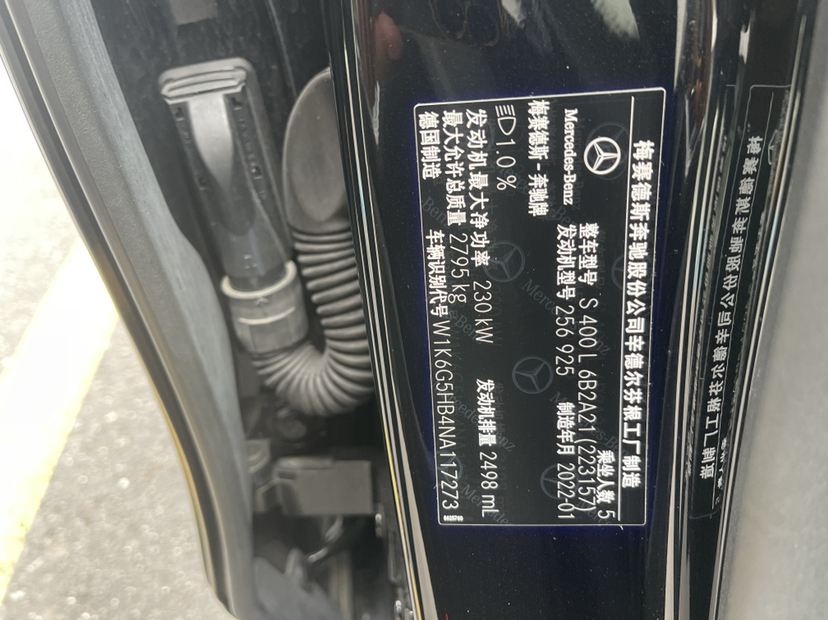 梅赛德斯奔驰股份公司辛德尔芬根工厂制造
Mercedes-Benz
梅赛德斯-奔驰牌
整车型号 S 400 L 6B2A21(223157)
乘坐人数 5
发动机型号 256 925
制造年月 2022-01
1.0 %
发动机最大净功率 230 kW
发动机排量 2498 mL
最大允许总质量 2795 kg
德国制造
车辆识别代号 W1K6G5HB4NA117273